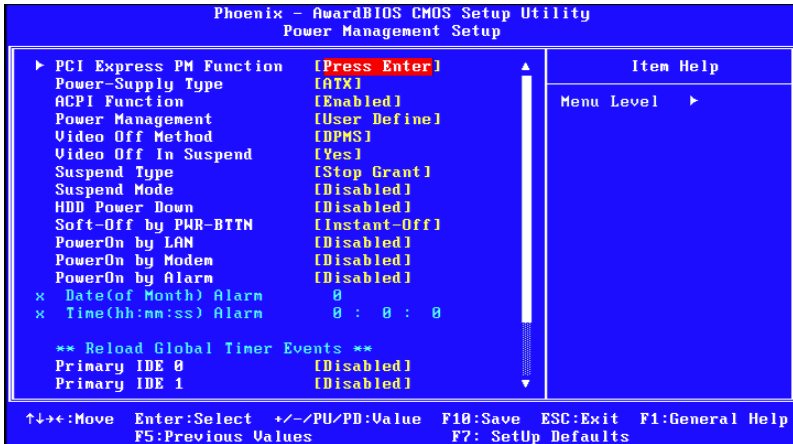 Phoenix - AwardBIOS CMOS Setup Utility
Power Management Setup
▶ PCI Express PM Function [Press Enter]
Power-Supply Type [ATX]
ACPI Function [Enabled]
Power Management [User Define]
Video Off Method [DPMS]
Video Off In Suspend [Yes]
Suspend Type [Stop Grant]
Suspend Mode [Disabled]
HDD Power Down [Disabled]
Soft-Off by PWR-BTTN [Instant-Off]
PowerOn by LAN [Disabled]
PowerOn by Modem [Disabled]
PowerOn by Alarm [Disabled]
x Date(of Month) Alarm 0
x Time(hh:mm:ss) Alarm 0 : 0 : 0
** Reload Global Timer Events **
Primary IDE 0 [Disabled]
Primary IDE 1 [Disabled]
Item Help
Menu Level ▶
↑↓→←:Move Enter:Select +/-/PU/PD:Value F10:Save ESC:Exit F1:General Help
F5:Previous Values F7: SetUp Defaults